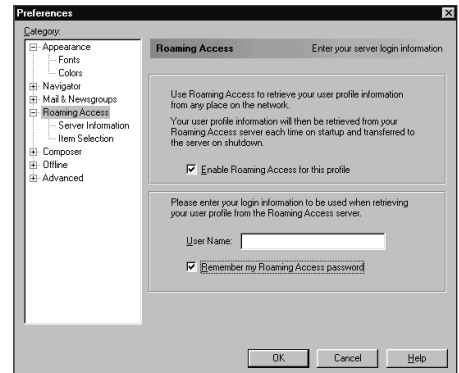 Preferences
Category:
Appearance
Fonts
Colors
Navigator
Mail & Newsgroups
Roaming Access
Server Information
Item Selection
Composer
Offline
Advanced
Roaming Access
Enter your server login information
Use Roaming Access to retrieve your user profile information
from any place on the network.
Your user profile information will then be retrieved from your
Roaming Access server each time on startup and transferred to
the server on shutdown.
Enable Roaming Access for this profile
Please enter your login information to be used when retrieving
your user profile from the Roaming Access server.
User Name:
Remember my Roaming Access password
OK
Cancel
Help